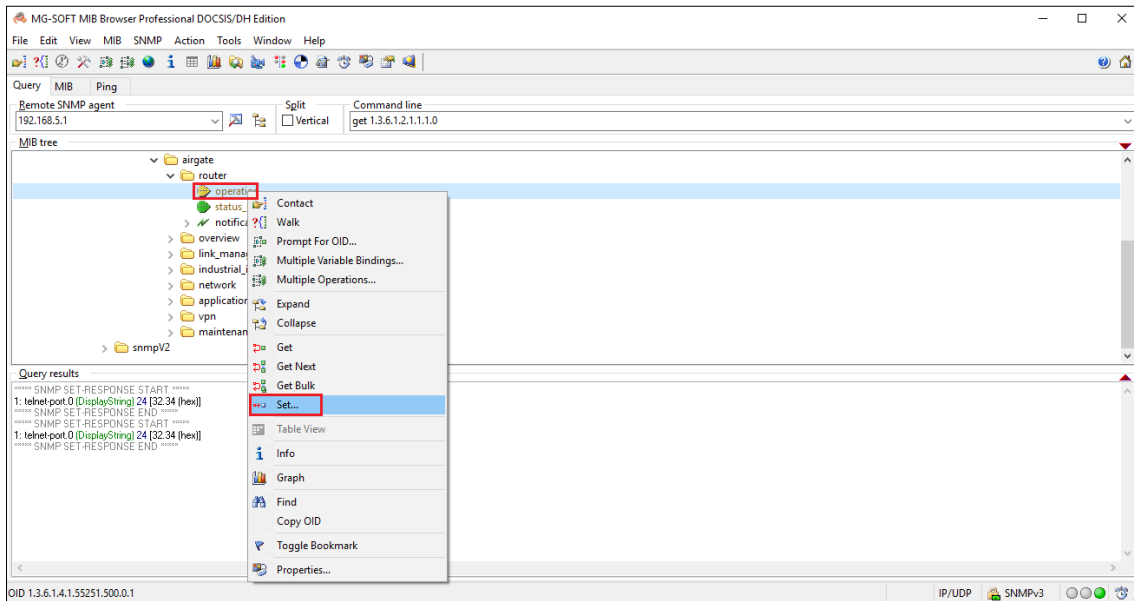 MG-SOFT MIB Browser Professional DOCSIS/DH Edition
File Edit View MIB SNMP Action Tools Window Help
Query MIB Ping
Remote SNMP agent Split Command line
192.168.5.1 Vertical get 1.3.6.1.2.1.1.1.0
MIB tree
airgate
router
operation
status_
notifica
overview
link_mana
industrial_i
network
application
vpn
maintenan
snmpV2
Contact
Walk
Prompt For OID...
Multiple Variable Bindings...
Multiple Operations...
Expand
Collapse
Get
Get Next
Get Bulk
Set...
Table View
Info
Graph
Find
Copy OID
Toggle Bookmark
Properties...
Query results
***** SNMP SET-RESPONSE START *****
1: telnet-port.0 (DisplayString) 24 [32.34 (hex)]
***** SNMP SET-RESPONSE END *****
***** SNMP SET-RESPONSE START *****
1: telnet-port.0 (DisplayString) 24 [32.34 (hex)]
***** SNMP SET-RESPONSE END *****
OID 1.3.6.1.4.1.55251.500.0.1 IP/UDP SNMPv3